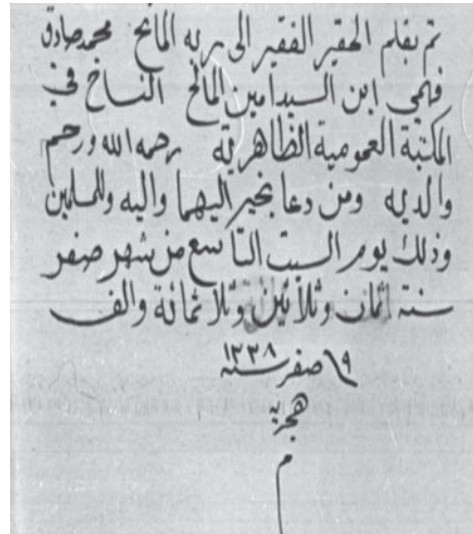 تم بقلم الحقير الفقير الى ربه المانح محمد صادق
فهمي ابن السيد امين المالح الناسخ في
المكتبة العمومية الظاهرية رحمه الله ورحم
والديه ومن دعا بخير اليهما واليه وللمسلمين
وذلك يوم السبت التاسع من شهر صفر
سنة ثمان وثلاثين وثلاثمائة والف
٩ صفر سنة ١٣٣٨
هجرية
م